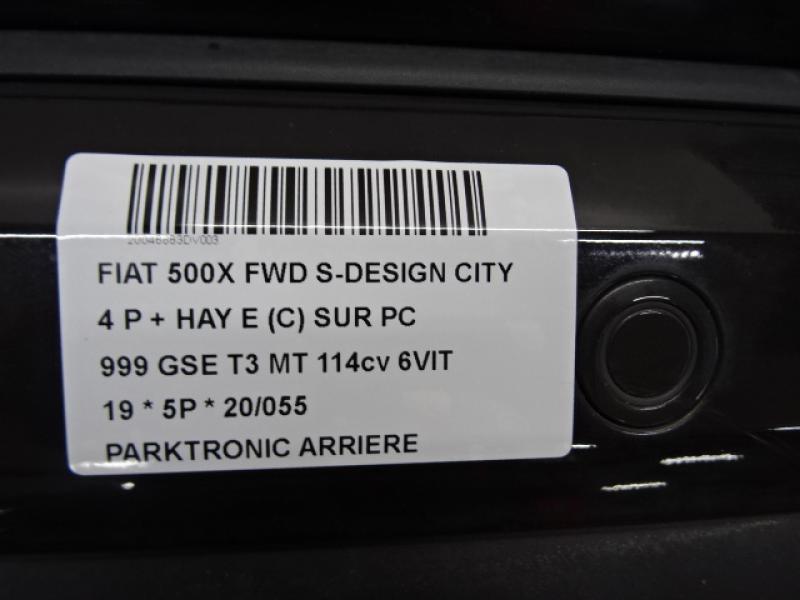 20046683DV003
FIAT 500X FWD S-DESIGN CITY
4 P + HAY E (C) SUR PC
999 GSE T3 MT 114cv 6VIT
19 * 5P * 20/055
PARKTRONIC ARRIERE